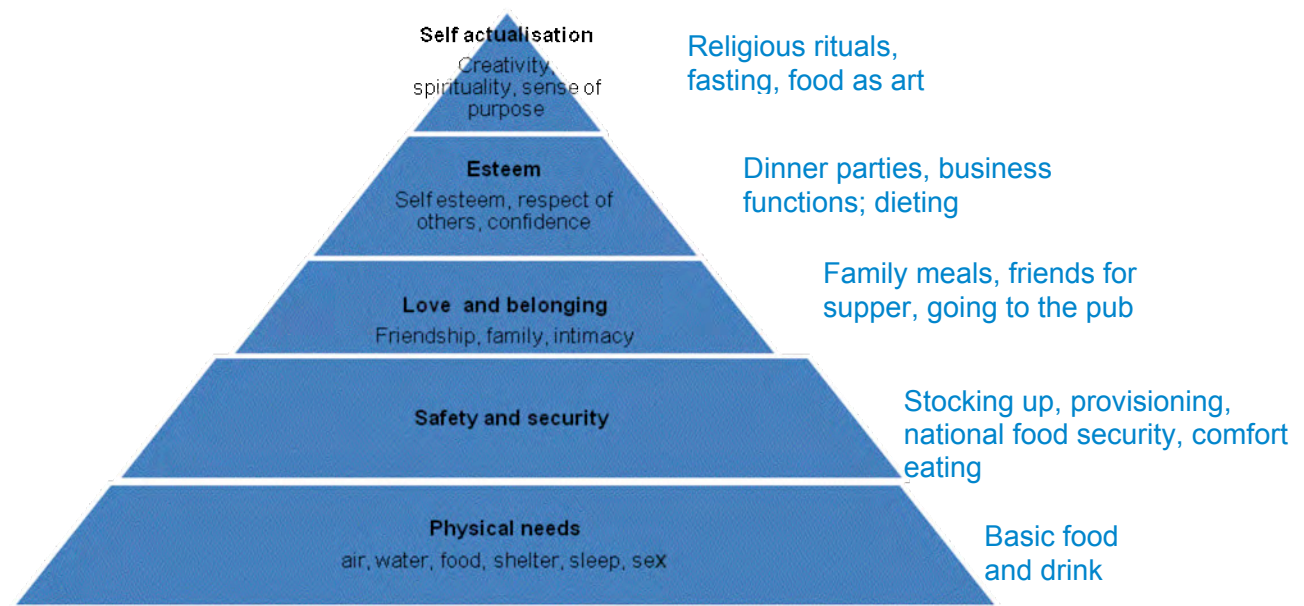 Self actualisation
Creativity,
spirituality, sense of
purpose
Religious rituals,
fasting, food as art
Esteem
Self esteem, respect of
others, confidence
Dinner parties, business
functions; dieting
Love and belonging
Friendship, family, intimacy
Family meals, friends for
supper, going to the pub
Safety and security
Stocking up, provisioning,
national food security, comfort
eating
Physical needs
air, water, food, shelter, sleep, sex
Basic food
and drink